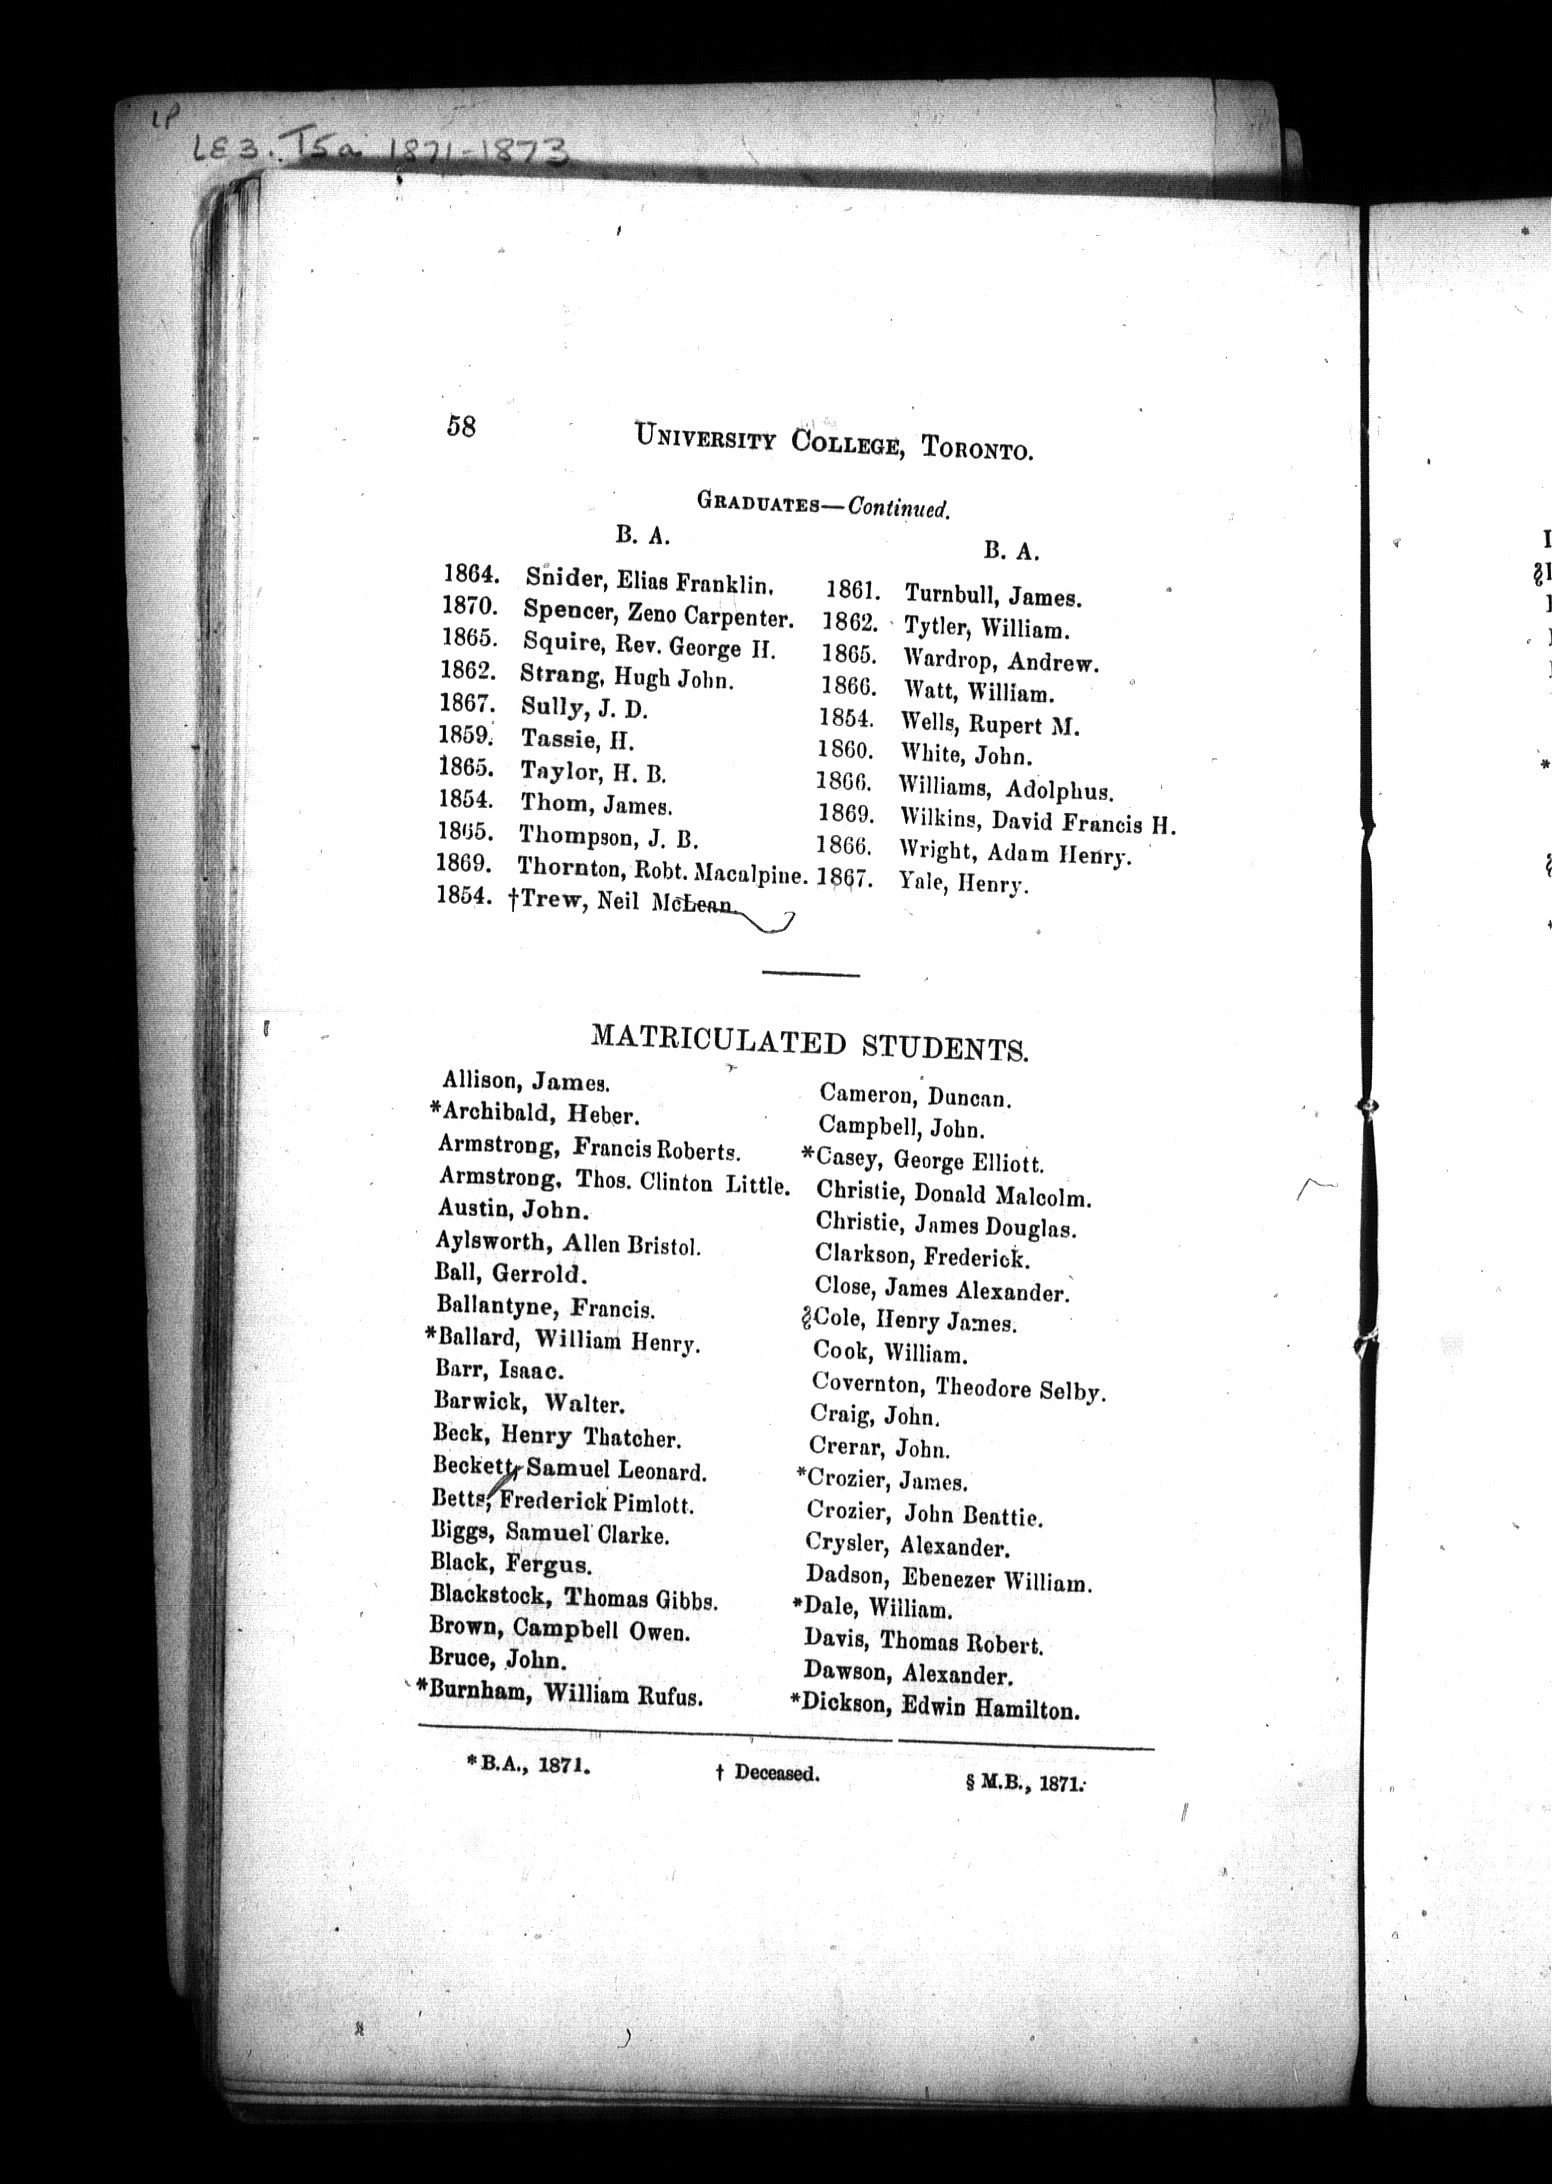 LP
LE3. T5a 1871-1873
58
UNIVERSITY COLLEGE, TORONTO.
GRADUATES—Continued.
B. A.
1864. Snider, Elias Franklin.
1870. Spencer, Zeno Carpenter.
1865. Squire, Rev. George H.
1862. Strang, Hugh John.
1867. Sully, J. D.
1859. Tassie, H.
1865. Taylor, H. B.
1854. Thom, James.
1865. Thompson, J. B.
1869. Thornton, Robt. Macalpine.
1854. †Trew, Neil McLean.
B. A.
1861. Turnbull, James.
1862. Tytler, William.
1865. Wardrop, Andrew.
1866. Watt, William.
1854. Wells, Rupert M.
1860. White, John.
1866. Williams, Adolphus.
1869. Wilkins, David Francis H.
1866. Wright, Adam Henry.
1867. Yale, Henry.
MATRICULATED STUDENTS.
Allison, James.
*Archibald, Heber.
Armstrong, Francis Roberts.
Armstrong, Thos. Clinton Little.
Austin, John.
Aylsworth, Allen Bristol.
Ball, Gerrold.
Ballantyne, Francis.
*Ballard, William Henry.
Barr, Isaac.
Barwick, Walter.
Beck, Henry Thatcher.
Beckett, Samuel Leonard.
Betts, Frederick Pimlott.
Biggs, Samuel Clarke.
Black, Fergus.
Blackstock, Thomas Gibbs.
Brown, Campbell Owen.
Bruce, John.
*Burnham, William Rufus.
Cameron, Duncan.
Campbell, John.
*Casey, George Elliott.
Christie, Donald Malcolm.
Christie, James Douglas.
Clarkson, Frederick.
Close, James Alexander.
§Cole, Henry James.
Cook, William.
Covernton, Theodore Selby.
Craig, John.
Crerar, John.
*Crozier, James.
Crozier, John Beattie.
Crysler, Alexander.
Dadson, Ebenezer William.
*Dale, William.
Davis, Thomas Robert.
Dawson, Alexander.
*Dickson, Edwin Hamilton.
* B.A., 1871. † Deceased. § M.B., 1871.